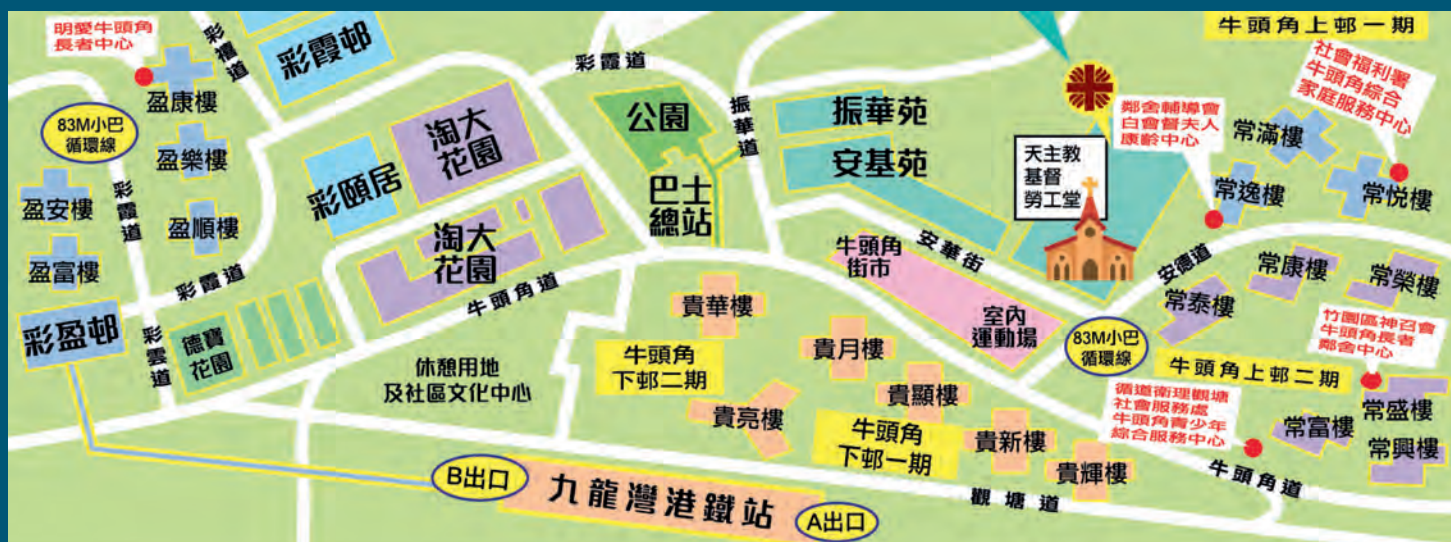 明愛牛頭角
長者中心
彩禧道
彩霞邨
彩霞道
公園
振華道
振華苑
安基苑
牛頭角上邨一期
社會福利署
牛頭角綜合
家庭服務中心
鄰舍輔導會
白會督夫人
康齡中心
天主教
基督
勞工堂
常滿樓
常逸樓
常悅樓
盈康樓
83M小巴
循環線
盈樂樓
彩霞道
盈安樓
盈順樓
盈富樓
彩頤居
淘大
花園
淘大
花園
巴士
總站
牛頭角
街市
安華街
安德道
常康樓
常榮樓
常泰樓
彩霞道
彩盈邨
彩雲道
德寶
花園
牛頭角道
貴華樓
室內
運動場
83M小巴
循環線
竹園區神召會
牛頭角長者
鄰舍中心
休憩用地
及社區文化中心
牛頭角
下邨二期
貴月樓
牛頭角上邨二期
貴亮樓
貴顯樓
循道衛理觀塘
社會服務處
牛頭角青少年
綜合服務中心
常盛樓
常富樓
常興樓
牛頭角
下邨一期
貴新樓
貴輝樓
牛頭角道
B出口
九龍灣港鐵站
A出口
觀塘道